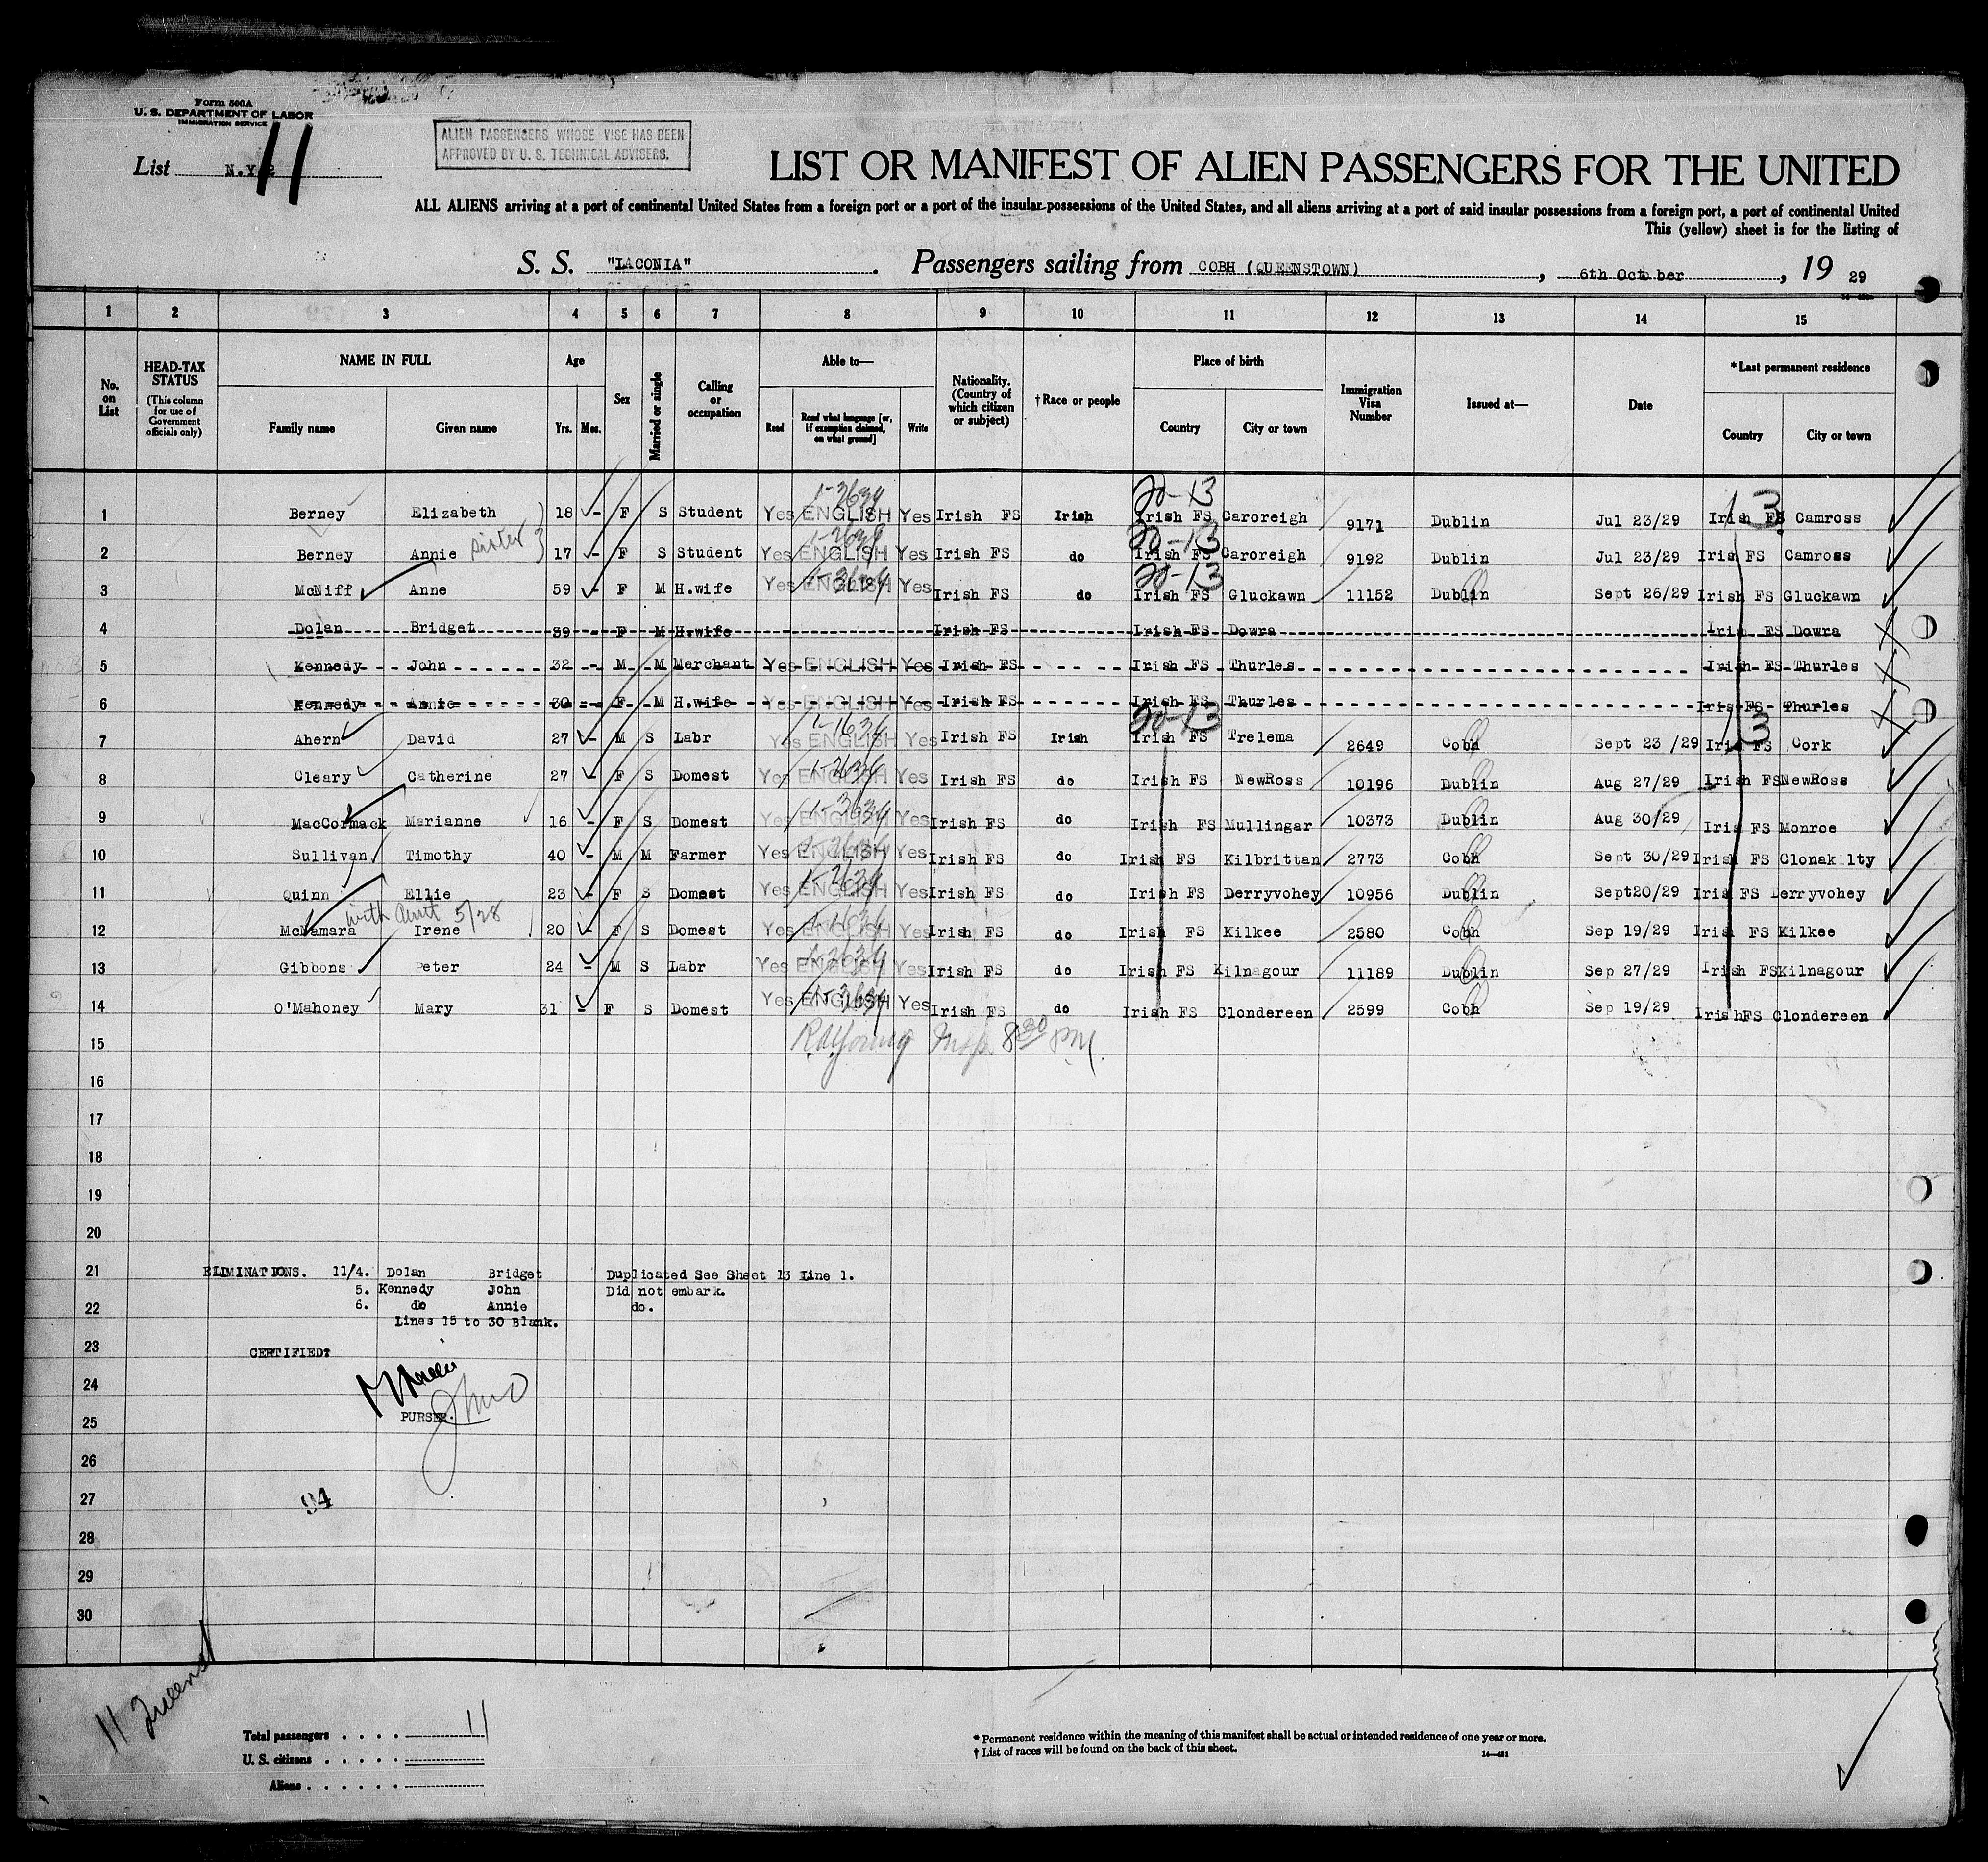 Form 500A
U. S. DEPARTMENT OF LABOR
IMMIGRATION SERVICE
List N.Y 2 11
ALIEN PASSENGERS WHOSE VISE HAS BEEN
APPROVED BY U. S. TECHNICAL ADVISERS.
LIST OR MANIFEST OF ALIEN PASSENGERS FOR THE UNITED
ALL ALIENS arriving at a port of continental United States from a foreign port or a port of the insular possessions of the United States, and all aliens arriving at a port of said insular possessions from a foreign port, a port of continental United
This (yellow) sheet is for the listing of
S. S. "LACONIA" . Passengers sailing from COBH (QUEENSTOWN) , 6th October , 19 29
1 2 3 4 5 6 7 8 9 10 11 12 13 14 15
No. on List
HEAD-TAX STATUS (This column for use of Government officials only)
NAME IN FULL
Family name Given name
Age
Yrs. Mos.
Sex
Married or single
Calling or occupation
Able to—
Read Read what language [or, if exemption claimed, on what ground] Write
Nationality. (Country of which citizen or subject)
†Race or people
Place of birth
Country City or town
Immigration Visa Number
Issued at—
Date
*Last permanent residence
Country City or town
20-13 13
1 Berney Elizabeth 18 - F S Student Yes ENGLISH Yes Irish FS Irish Irish FS Caroreigh 9171 Dublin Jul 23/29 Irish FS Camross
20-13
2 Berney Annie sister 17 - F S Student Yes ENGLISH Yes Irish FS do Irish FS Caroreigh 9192 Dublin Jul 23/29 Iris FS Camross
20-13
3 McNiff Anne 59 - F M H.wife Yes ENGLISH Yes Irish FS do Irish FS Gluckawn 11152 Dublin Sept 26/29 Irish FS Gluckawn
4 Dolan Bridget 39 - F M H.wife Irish FS Irish FS Dowra Irish FS Dowra
5 Kennedy John 32 - M M Merchant Yes ENGLISH Yes Irish FS Irish FS Thurles Irish FS Thurles
6 Kennedy Annie 30 - F M H.wife Yes ENGLISH Yes Irish FS Irish FS Thurles Iris FS Thurles
20-13 13
7 Ahern David 27 - M S Labr Yes ENGLISH Yes Irish FS Irish Irish FS Trelema 2649 Cobh Sept 23 /29 Irish FS Cork
8 Cleary Catherine 27 - F S Domest Yes ENGLISH Yes Irish FS do Irish FS NewRoss 10196 Dublin Aug 27/29 Irish FS NewRoss
9 MacCormack Marianne 16 - F S Domest Yes ENGLISH Yes Irish FS do Irish FS Mullingar 10373 Dublin Aug 30/29 Iris FS Monroe
10 Sullivan Timothy 40 - M M Farmer Yes ENGLISH Yes Irish FS do Irish FS Kilbrittan 2773 Cobh Sept 30/29 Irish FS Clonakilty
11 Quinn Ellie 23 - F S Domest Yes ENGLISH Yes Irish FS do Irish FS Derryvohey 10956 Dublin Sept20/29 Iris FS Derryvohey
with aunt 5/28
12 McNamara Irene 20 - F S Domest Yes ENGLISH Yes Irish FS do Irish FS Kilkee 2580 Cobh Sep 19/29 Irish FS Kilkee
13 Gibbons Peter 24 - M S Labr Yes ENGLISH Yes Irish FS do Irish FS Kilnagour 11189 Dublin Sep 27/29 Irish FS Kilnagour
14 O'Mahoney Mary 31 - F S Domest Yes ENGLISH Yes Irish FS do Irish FS Clondereen 2599 Cobh Sep 19/29 Irish FS Clondereen
15 Insp. 8 30 PM.
16
17
18
19
20
21 ELIMINATIONS. 11/4. Dolan Bridget Duplicated See Sheet 13 Line 1.
5. Kennedy John Did not embark.
22 6. do Annie do.
Lines 15 to 30 Blank.
23 CERTIFIED:
24
25 PURSER.
26
27 94
28
29
30
11 Queenst
Total passengers . . . . 11
U. S. citizens . . . . .
Aliens . . . . . .
* Permanent residence within the meaning of this manifest shall be actual or intended residence of one year or more.
† List of races will be found on the back of this sheet. 14—431